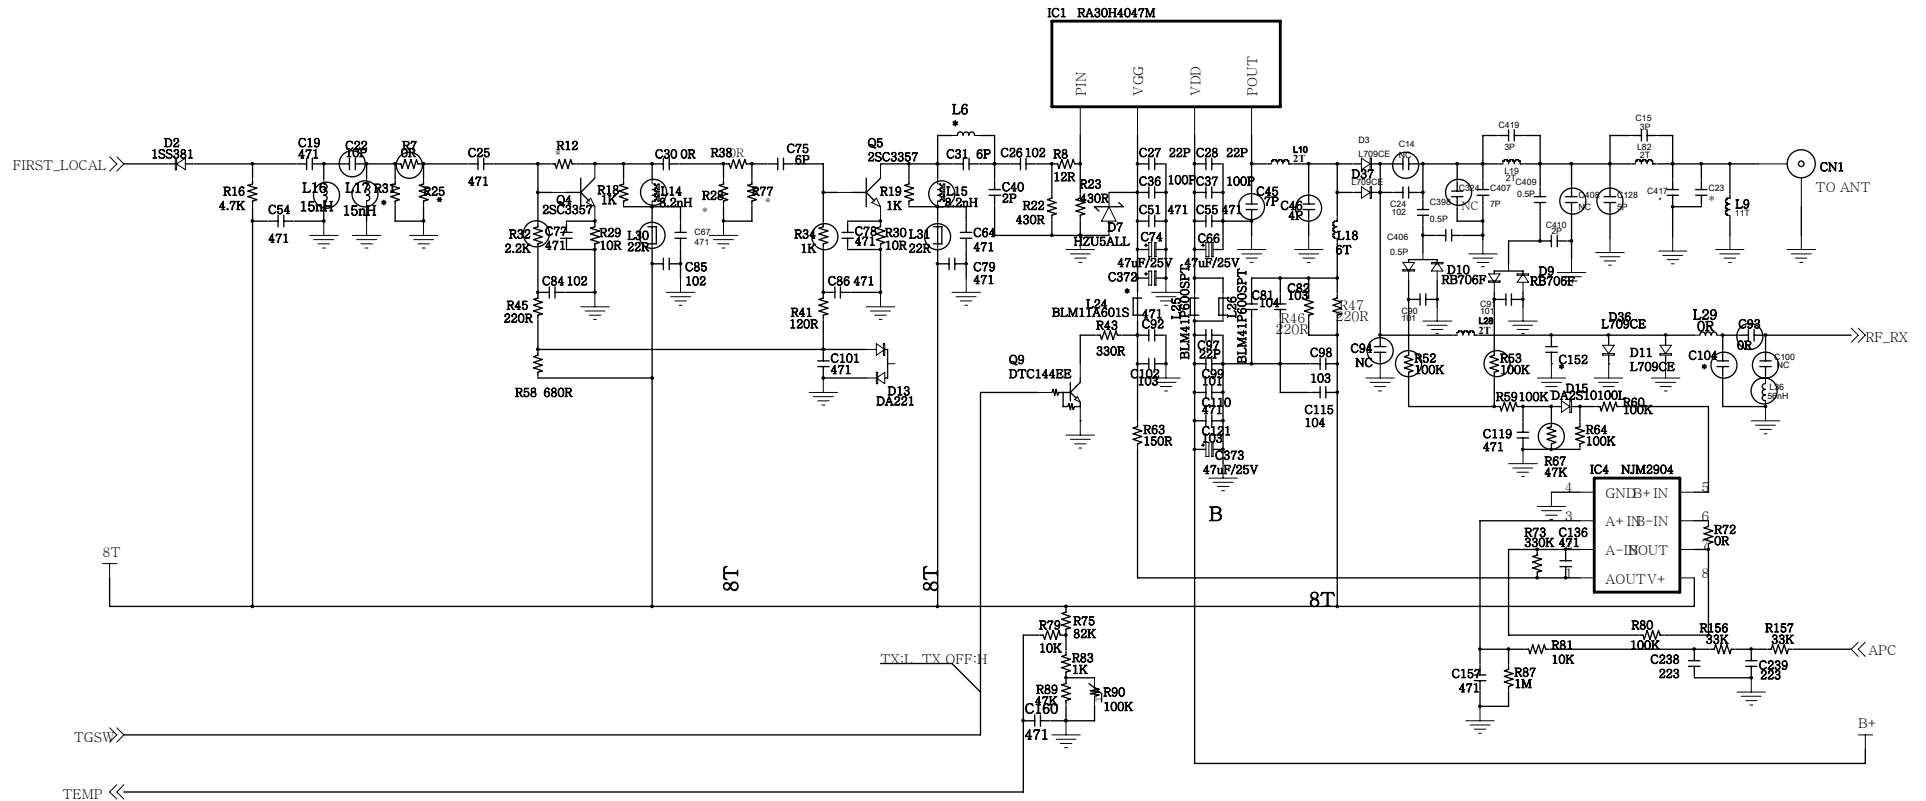 IC1 RA30H4047M
PIN
VGG
VDD
POUT
FIRST_LOCAL
D2
1SS381
R16
4.7K
C54
471
C19
471
L16
15nH
C22
10P
L17
15nH
R7
0R
R31
*
R25
*
C25
471
R12
*
Q4
2SC3357
R18
1K
R32
2.2K
C77
471
R29
10R
C84 102
R45
220R
R58 680R
L14
8.2nH
L30
22R
C30 0R
C67
471
C85
102
R38 0R
R28
*
R77
*
C75
6P
Q5
2SC3357
R19
1K
R34
1K
C78
471
R30
10R
C86 471
R41
120R
C101
471
D13
DA221
L6
*
L15
8.2nH
L31
22R
C31 6P
C64
471
C79
471
C40
2P
C26 102
R8
12R
R22
430R
R23
430R
D7
HZU5ALL
C27 22P
C36
100P
C51 471
C74
47uF/25V
C372
*
C28 22P
C37
100P
C55 471
C66
47uF/25V
C45
7P
L10
2T
C46
4P
L18
6T
L24
BLM11A601S
471
C92
R43
330R
C102
103
L25
BLM41P600SPT
L26
BLM41P600SPT
C81
104
C82
103
R46
220R
R47
220R
C97
22P
C99
101
C110
471
C121
103
C373
47uF/25V
C98
103
C115
104
Q9
DTC144EE
R63
150R
B
D3
L709CE
D37
L709CE
C14
NC
C24
102
C398
0.5P
C324
NC
C407
7P
C406
0.5P
C419
3P
L19
2T
C409
0.5P
C410
2P
C408
NC
C128
5P
C15
3P
L82
2T
C417
*
C23
*
L9
11T
CN1
TO ANT
D10
RB706F
D9
RB706F
C90
101
C91
101
L28
2T
C94
NC
R52
100K
R53
100K
C152
*
D36
L709CE
D11
L709CE
L29
0R
C93
0R
C104
*
C100
NC
L36
56nH
RF_RX
R59 100K
D15
DA2S10100L
R60
100K
C119
471
R67
47K
R64
100K
IC4 NJM2904
4 GND B+IN 5
3 A+IN B-IN 6
A-IN BOUT 7
1 AOUT V+ 8
R72
0R
R73
330K
C136
471
8T
8T
8T
8T
R79
10K
R75
82K
R83
1K
R89
47K
R90
100K
C160
471
TX:L TX OFF:H
R80
100K
R81
10K
R156
33K
R157
33K
APC
C157
471
R87
1M
C238
223
C239
223
B+
TGSW
TEMP